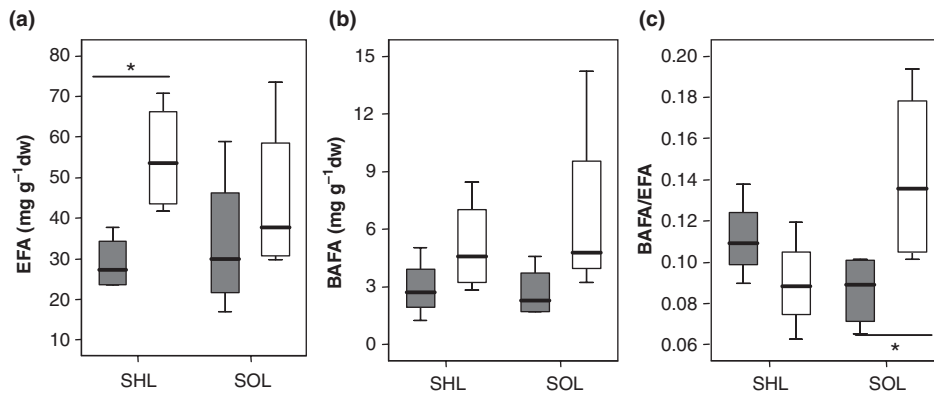 (a)
EFA (mg g⁻¹dw)
80
70
60
50
40
30
20
10
*
SHL SOL
(b)
BAFA (mg g⁻¹dw)
15
12
9
6
3
0
SHL SOL
(c)
BAFA/EFA
0.20
0.18
0.16
0.14
0.12
0.10
0.08
0.06
*
SHL SOL